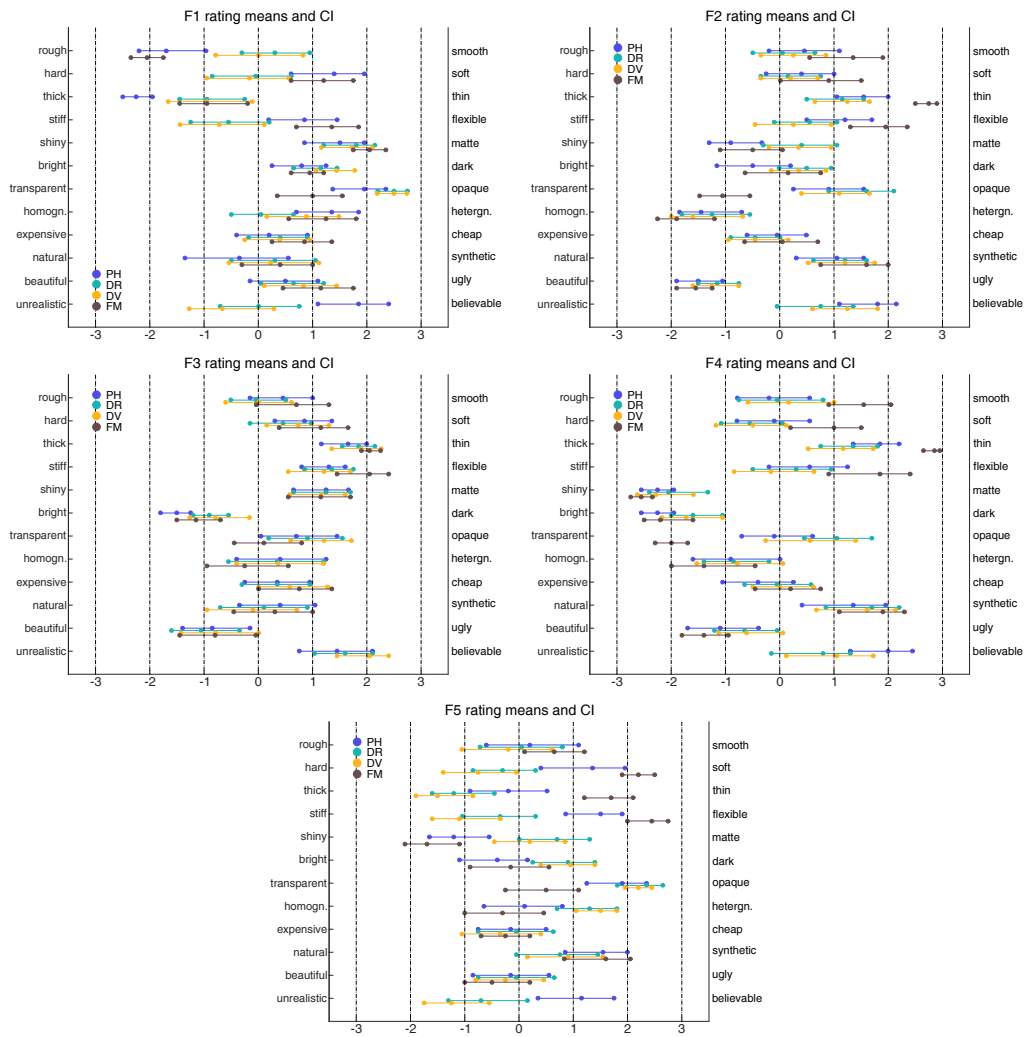 F1 rating means and CI
rough smooth
hard soft
thick thin
stiff flexible
shiny matte
bright dark
transparent opaque
homogn. hetergn.
expensive cheap
natural synthetic
beautiful ugly
unrealistic believable
PH
DR
DV
FM
-3 -2 -1 0 1 2 3
F2 rating means and CI
PH
DR
DV
FM
rough smooth
hard soft
thick thin
stiff flexible
shiny matte
bright dark
transparent opaque
homogn. hetergn.
expensive cheap
natural synthetic
beautiful ugly
unrealistic believable
-3 -2 -1 0 1 2 3
F3 rating means and CI
PH
DR
DV
FM
rough smooth
hard soft
thick thin
stiff flexible
shiny matte
bright dark
transparent opaque
homogn. hetergn.
expensive cheap
natural synthetic
beautiful ugly
unrealistic believable
-3 -2 -1 0 1 2 3
F4 rating means and CI
PH
DR
DV
FM
rough smooth
hard soft
thick thin
stiff flexible
shiny matte
bright dark
transparent opaque
homogn. hetergn.
expensive cheap
natural synthetic
beautiful ugly
unrealistic believable
-3 -2 -1 0 1 2 3
F5 rating means and CI
PH
DR
DV
FM
rough smooth
hard soft
thick thin
stiff flexible
shiny matte
bright dark
transparent opaque
homogn. hetergn.
expensive cheap
natural synthetic
beautiful ugly
unrealistic believable
-3 -2 -1 0 1 2 3